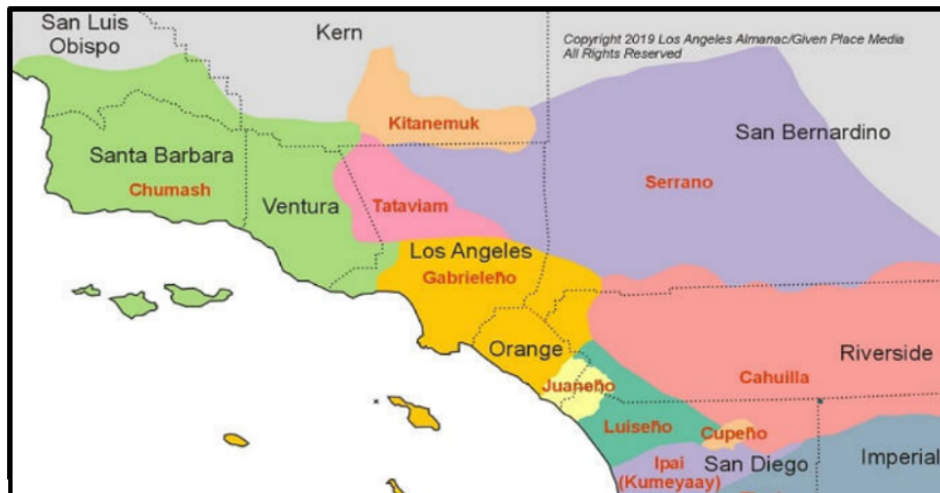 San Luis
Obispo
Kern
Copyright 2019 Los Angeles Almanac/Given Place Media
All Rights Reserved
Kitanemuk
San Bernardino
Santa Barbara
Chumash
Serrano
Ventura
Tataviam
Los Angeles
Gabrieleño
Orange
Riverside
Juaneño
Cahuilla
Luiseño
Cupeño
Ipai
(Kumeyaay)
San Diego
Imperial